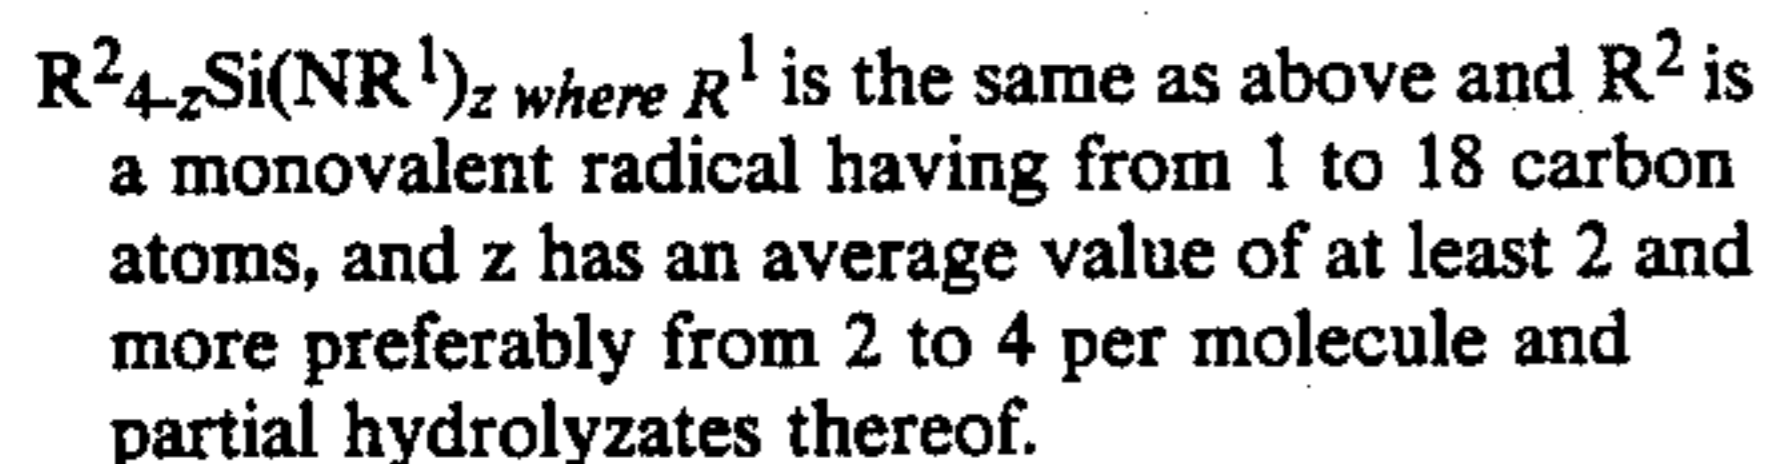 R²₄₋zSi(NR¹)z where R¹ is the same as above and R² is
a monovalent radical having from 1 to 18 carbon
atoms, and z has an average value of at least 2 and
more preferably from 2 to 4 per molecule and
partial hydrolyzates thereof.